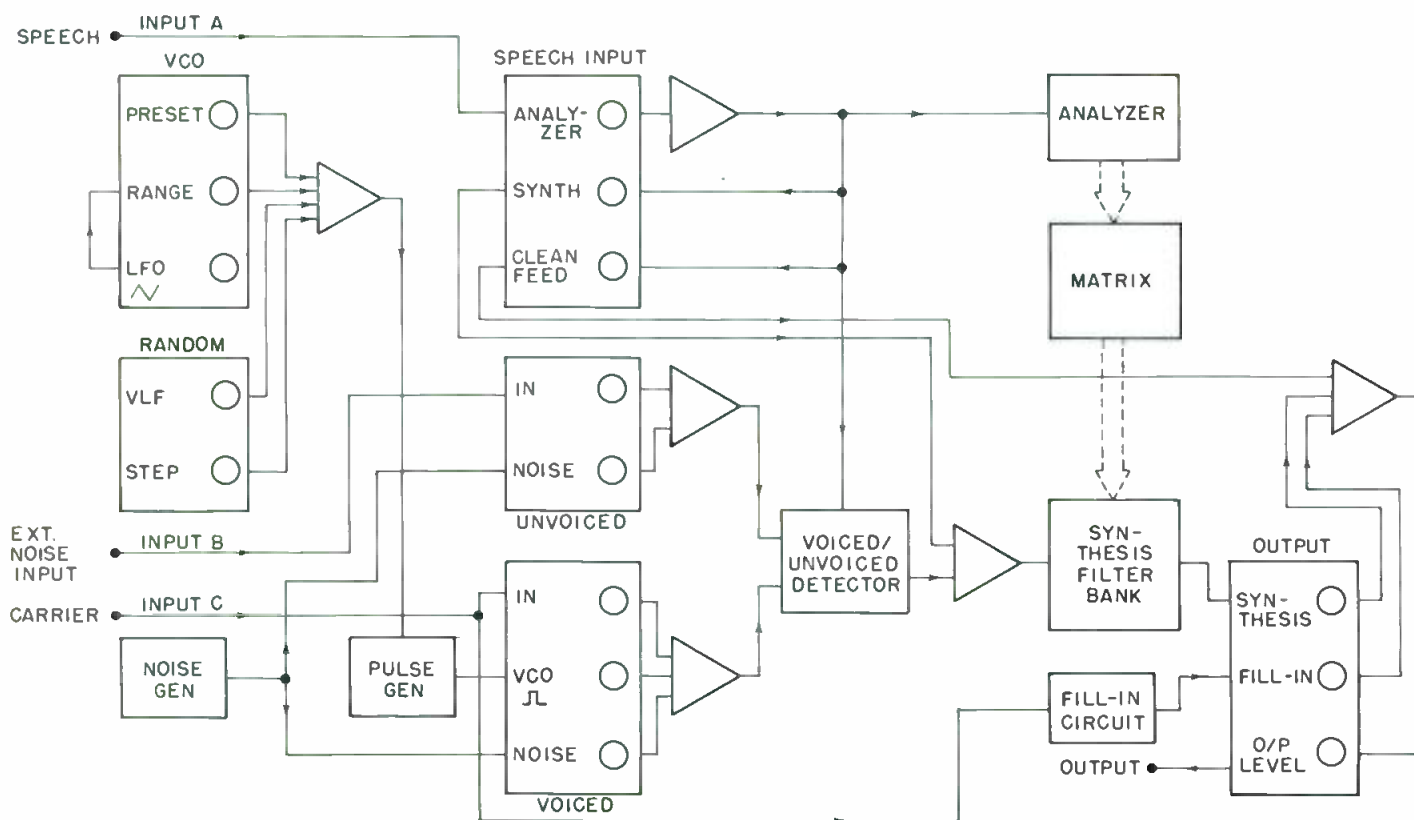 SPEECH
INPUT A
VCO
PRESET
RANGE
LFO
RANDOM
VLF
STEP
EXT.
NOISE
INPUT
INPUT B
CARRIER
INPUT C
NOISE
GEN
PULSE
GEN
SPEECH INPUT
ANALY-
ZER
SYNTH
CLEAN
FEED
IN
NOISE
UNVOICED
IN
VCO
NOISE
VOICED
VOICED/
UNVOICED
DETECTOR
ANALYZER
MATRIX
SYN-
THESIS
FILTER
BANK
FILL-IN
CIRCUIT
OUTPUT
SYN-
THESIS
FILL-IN
O/P
LEVEL
OUTPUT